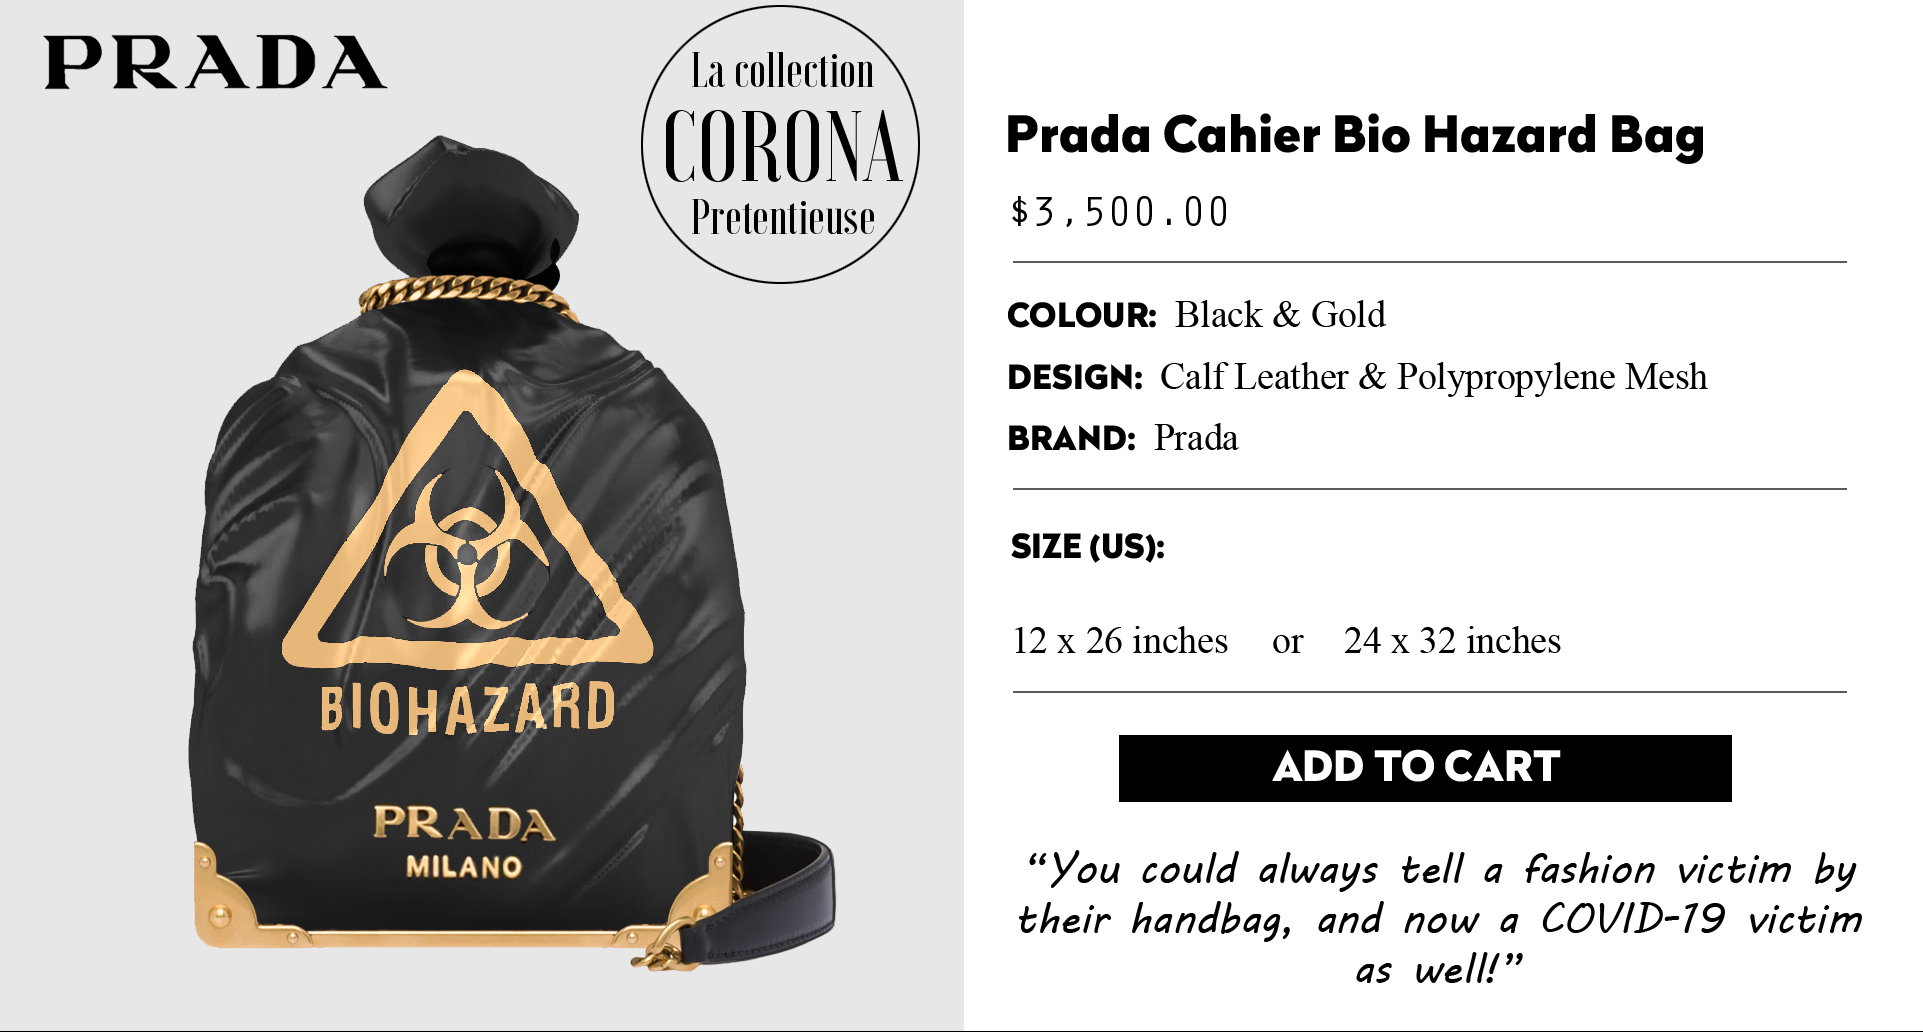 PRADA
La collection
CORONA
Pretentieuse
BIOHAZARD
PRADA
MILANO
Prada Cahier Bio Hazard Bag
$3,500.00
COLOUR: Black & Gold
DESIGN: Calf Leather & Polypropylene Mesh
BRAND: Prada
SIZE (US):
12 x 26 inches or 24 x 32 inches
ADD TO CART
“You could always tell a fashion victim by
their handbag, and now a COVID-19 victim
as well!”